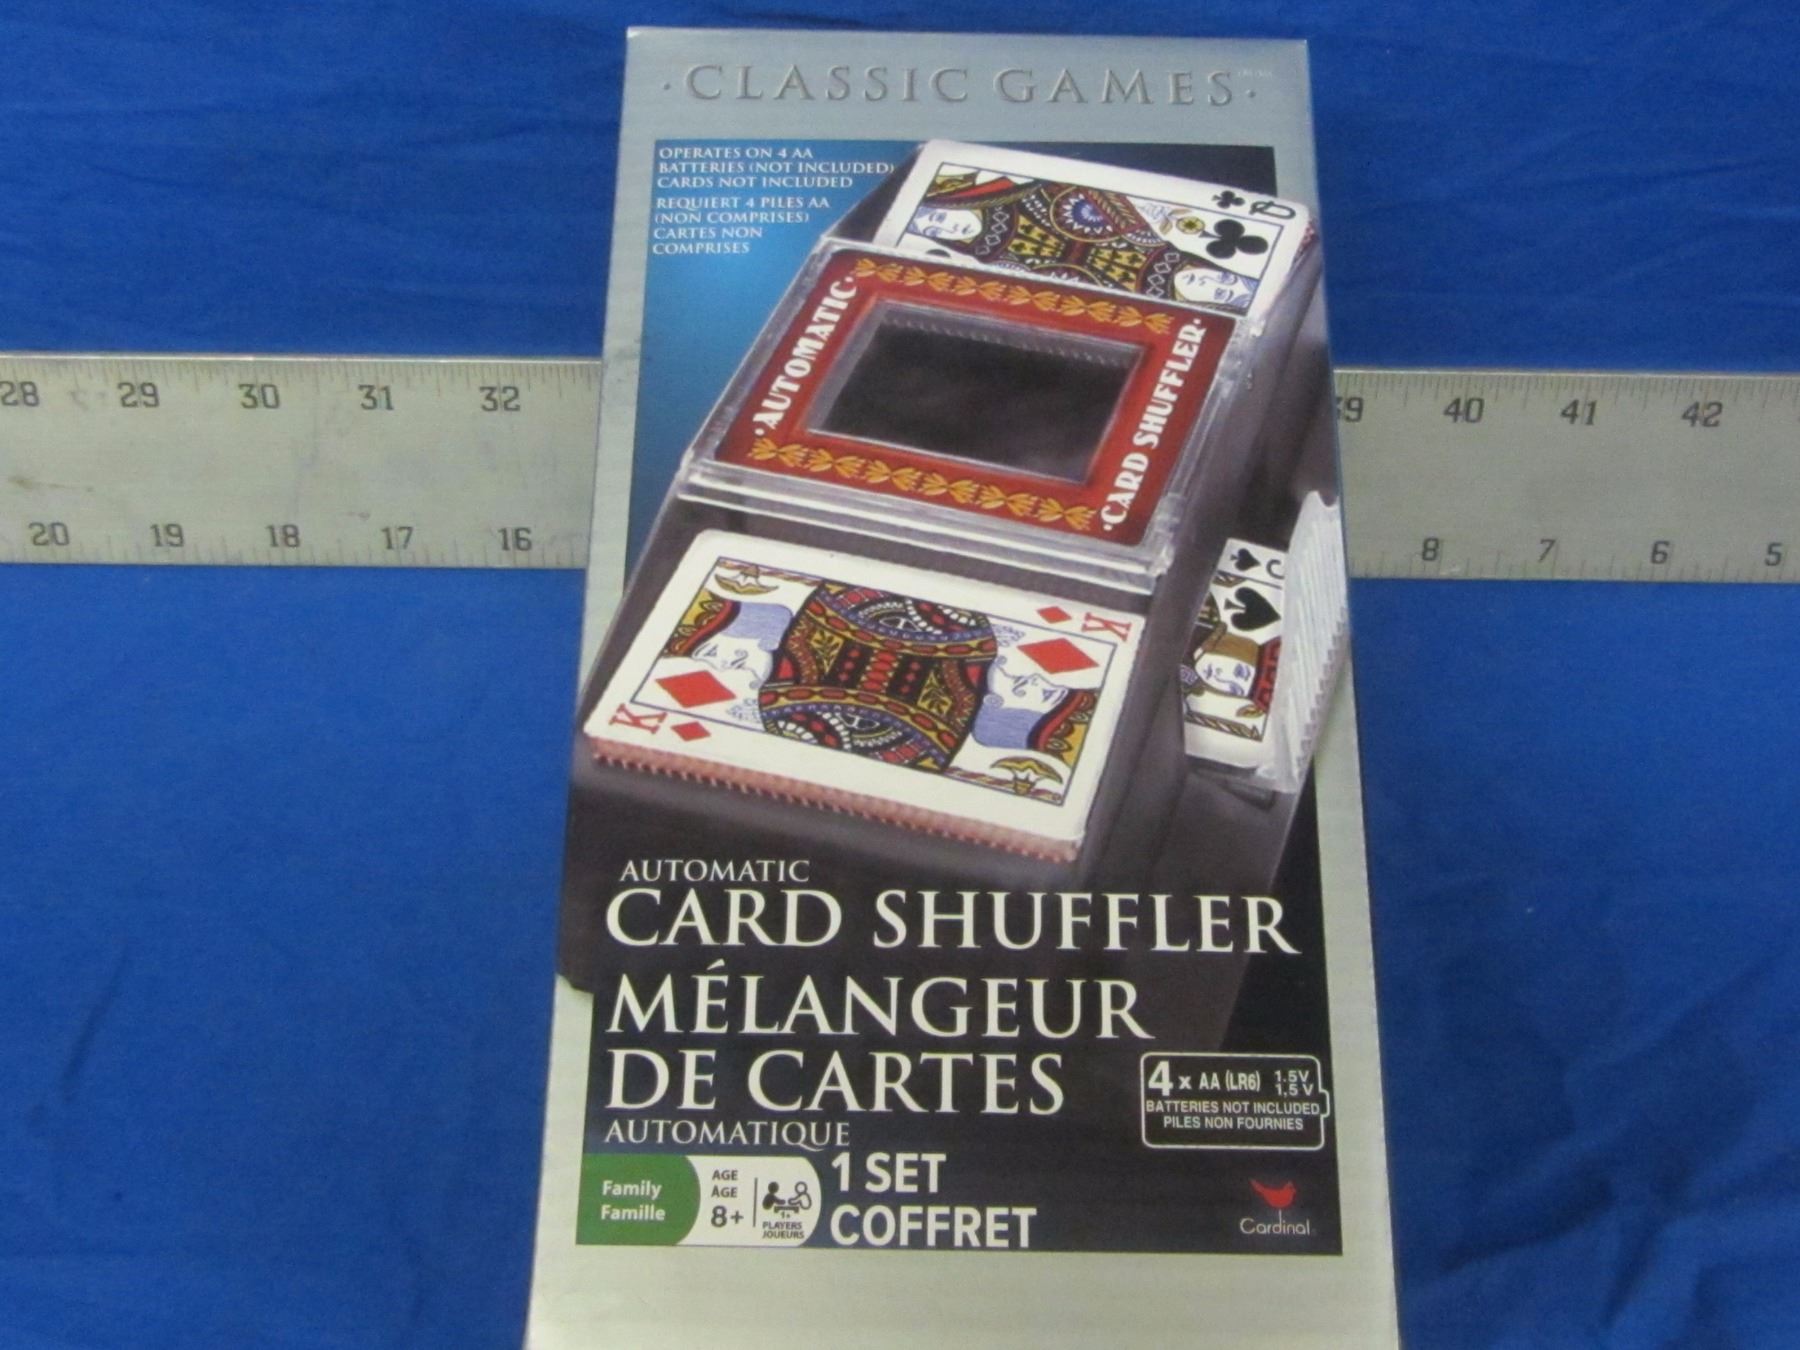 · CLASSIC GAMES ·
OPERATES ON 4 AA
BATTERIES (NOT INCLUDED)
CARDS NOT INCLUDED
REQUIERT 4 PILES AA
(NON COMPRISES)
CARTES NON
COMPRISES
Q
·AUTOMATIC·
·CARD SHUFFLER·
28 29 30 31 32
39 40 41 42
20 19 18 17 16
8 7 6 5
K
K
AUTOMATIC
CARD SHUFFLER
MÉLANGEUR
DE CARTES
AUTOMATIQUE
4 x AA (LR6) 1.5V
1,5 V
BATTERIES NOT INCLUDED
PILES NON FOURNIES
Family
Famille
AGE
ÂGE
8+
1+
PLAYERS
JOUEURS
1 SET
COFFRET
Cardinal